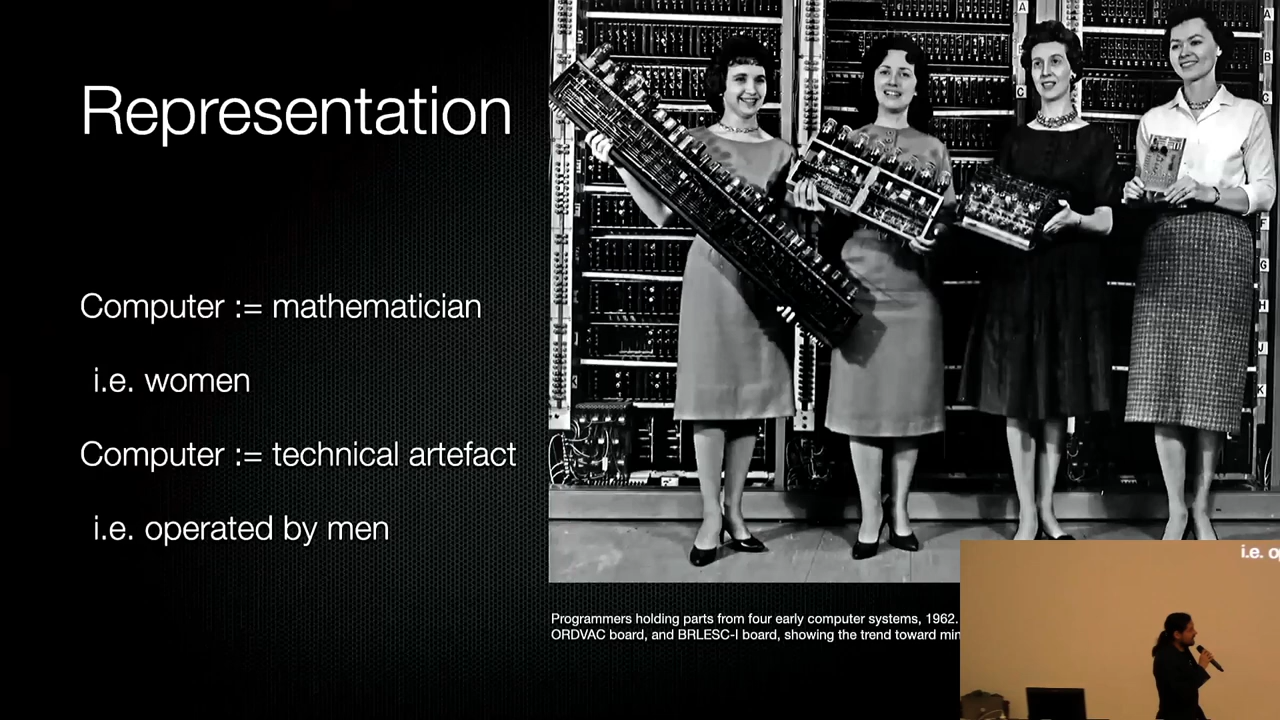 Representation
Computer := mathematician
i.e. women
Computer := technical artefact
i.e. operated by men
A
B
C
F
G
H
J
K
A
C
Programmers holding parts from four early computer systems, 1962.
ORDVAC board, and BRLESC-I board, showing the trend toward
i.e.